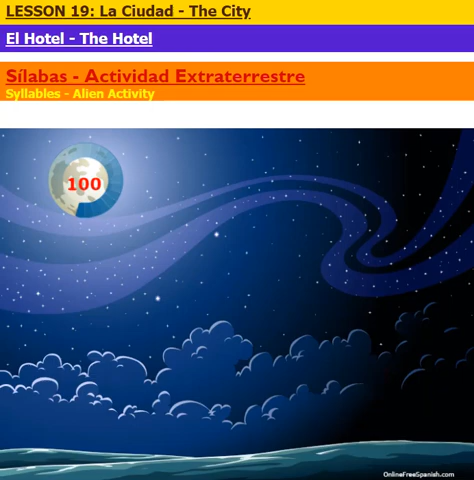 LESSON 19: La Ciudad - The City
El Hotel - The Hotel
Sílabas - Actividad Extraterrestre
Syllables - Alien Activity
100
OnlineFreeSpanish.com